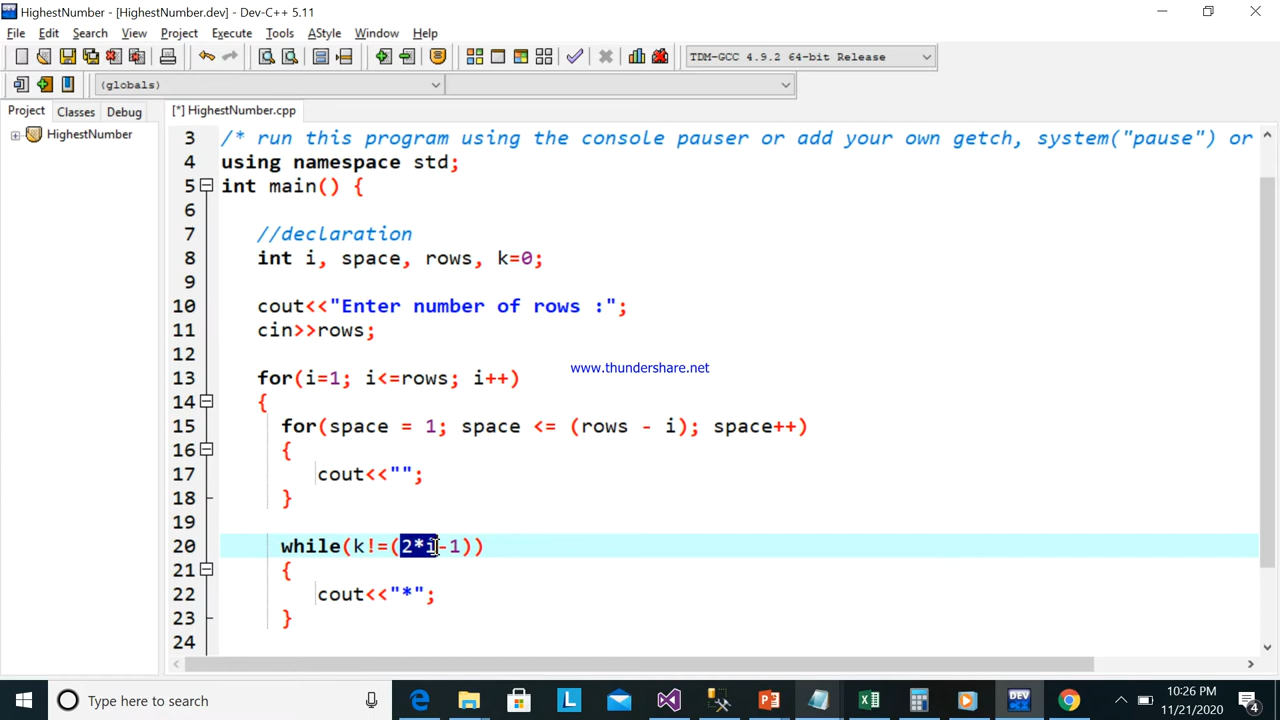 HighestNumber - [HighestNumber.dev] - Dev-C++ 5.11
File Edit Search View Project Execute Tools AStyle Window Help
TDM-GCC 4.9.2 64-bit Release
(globals)
Project Classes Debug [*] HighestNumber.cpp
HighestNumber
3 /* run this program using the console pauser or add your own getch, system("pause") or
4 using namespace std;
5 int main() {
6
7 //declaration
8 int i, space, rows, k=0;
9
10 cout<<"Enter number of rows :";
11 cin>>rows;
12
www.thundershare.net
13 for(i=1; i<=rows; i++)
14 {
15 for(space = 1; space <= (rows - i); space++)
16 {
17 cout<<"";
18 }
19
20 while(k!=(2*i-1))
21 {
22 cout<<"*";
23 }
24
Type here to search
10:26 PM
11/21/2020
4